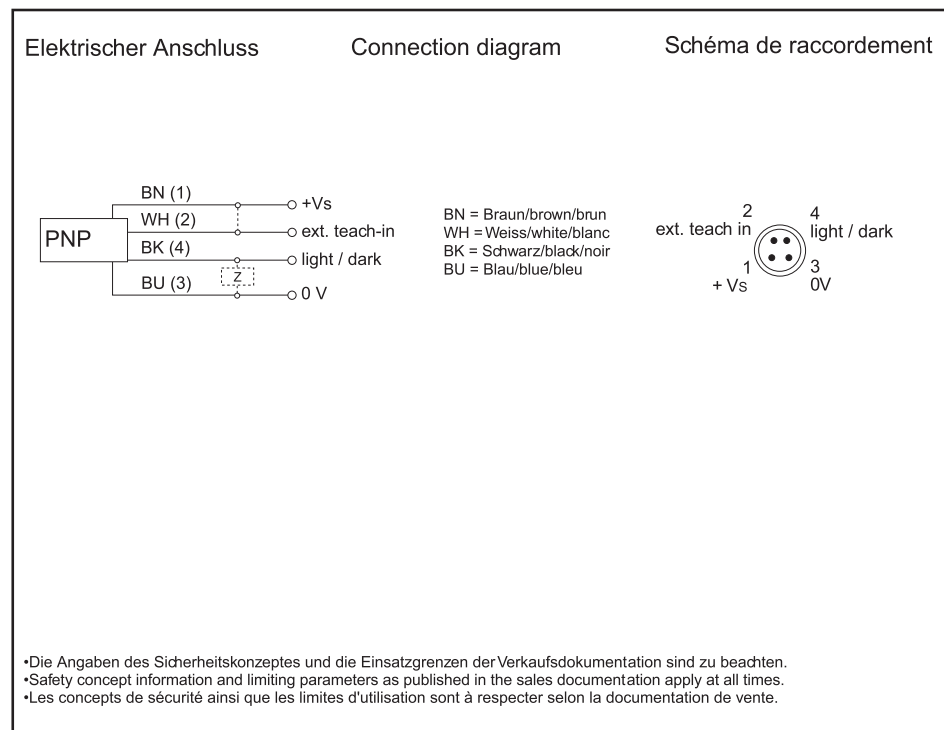 Elektrischer Anschluss
Connection diagram
Schéma de raccordement
BN (1)
+Vs
WH (2)
ext. teach-in
PNP
BK (4)
light / dark
Z
BU (3)
0 V
BN = Braun/brown/brun
WH = Weiss/white/blanc
BK = Schwarz/black/noir
BU = Blau/blue/bleu
2
ext. teach in
4
light / dark
1
+ Vs
3
0V
•Die Angaben des Sicherheitskonzeptes und die Einsatzgrenzen der Verkaufsdokumentation sind zu beachten.
•Safety concept information and limiting parameters as published in the sales documentation apply at all times.
•Les concepts de sécurité ainsi que les limites d'utilisation sont à respecter selon la documentation de vente.